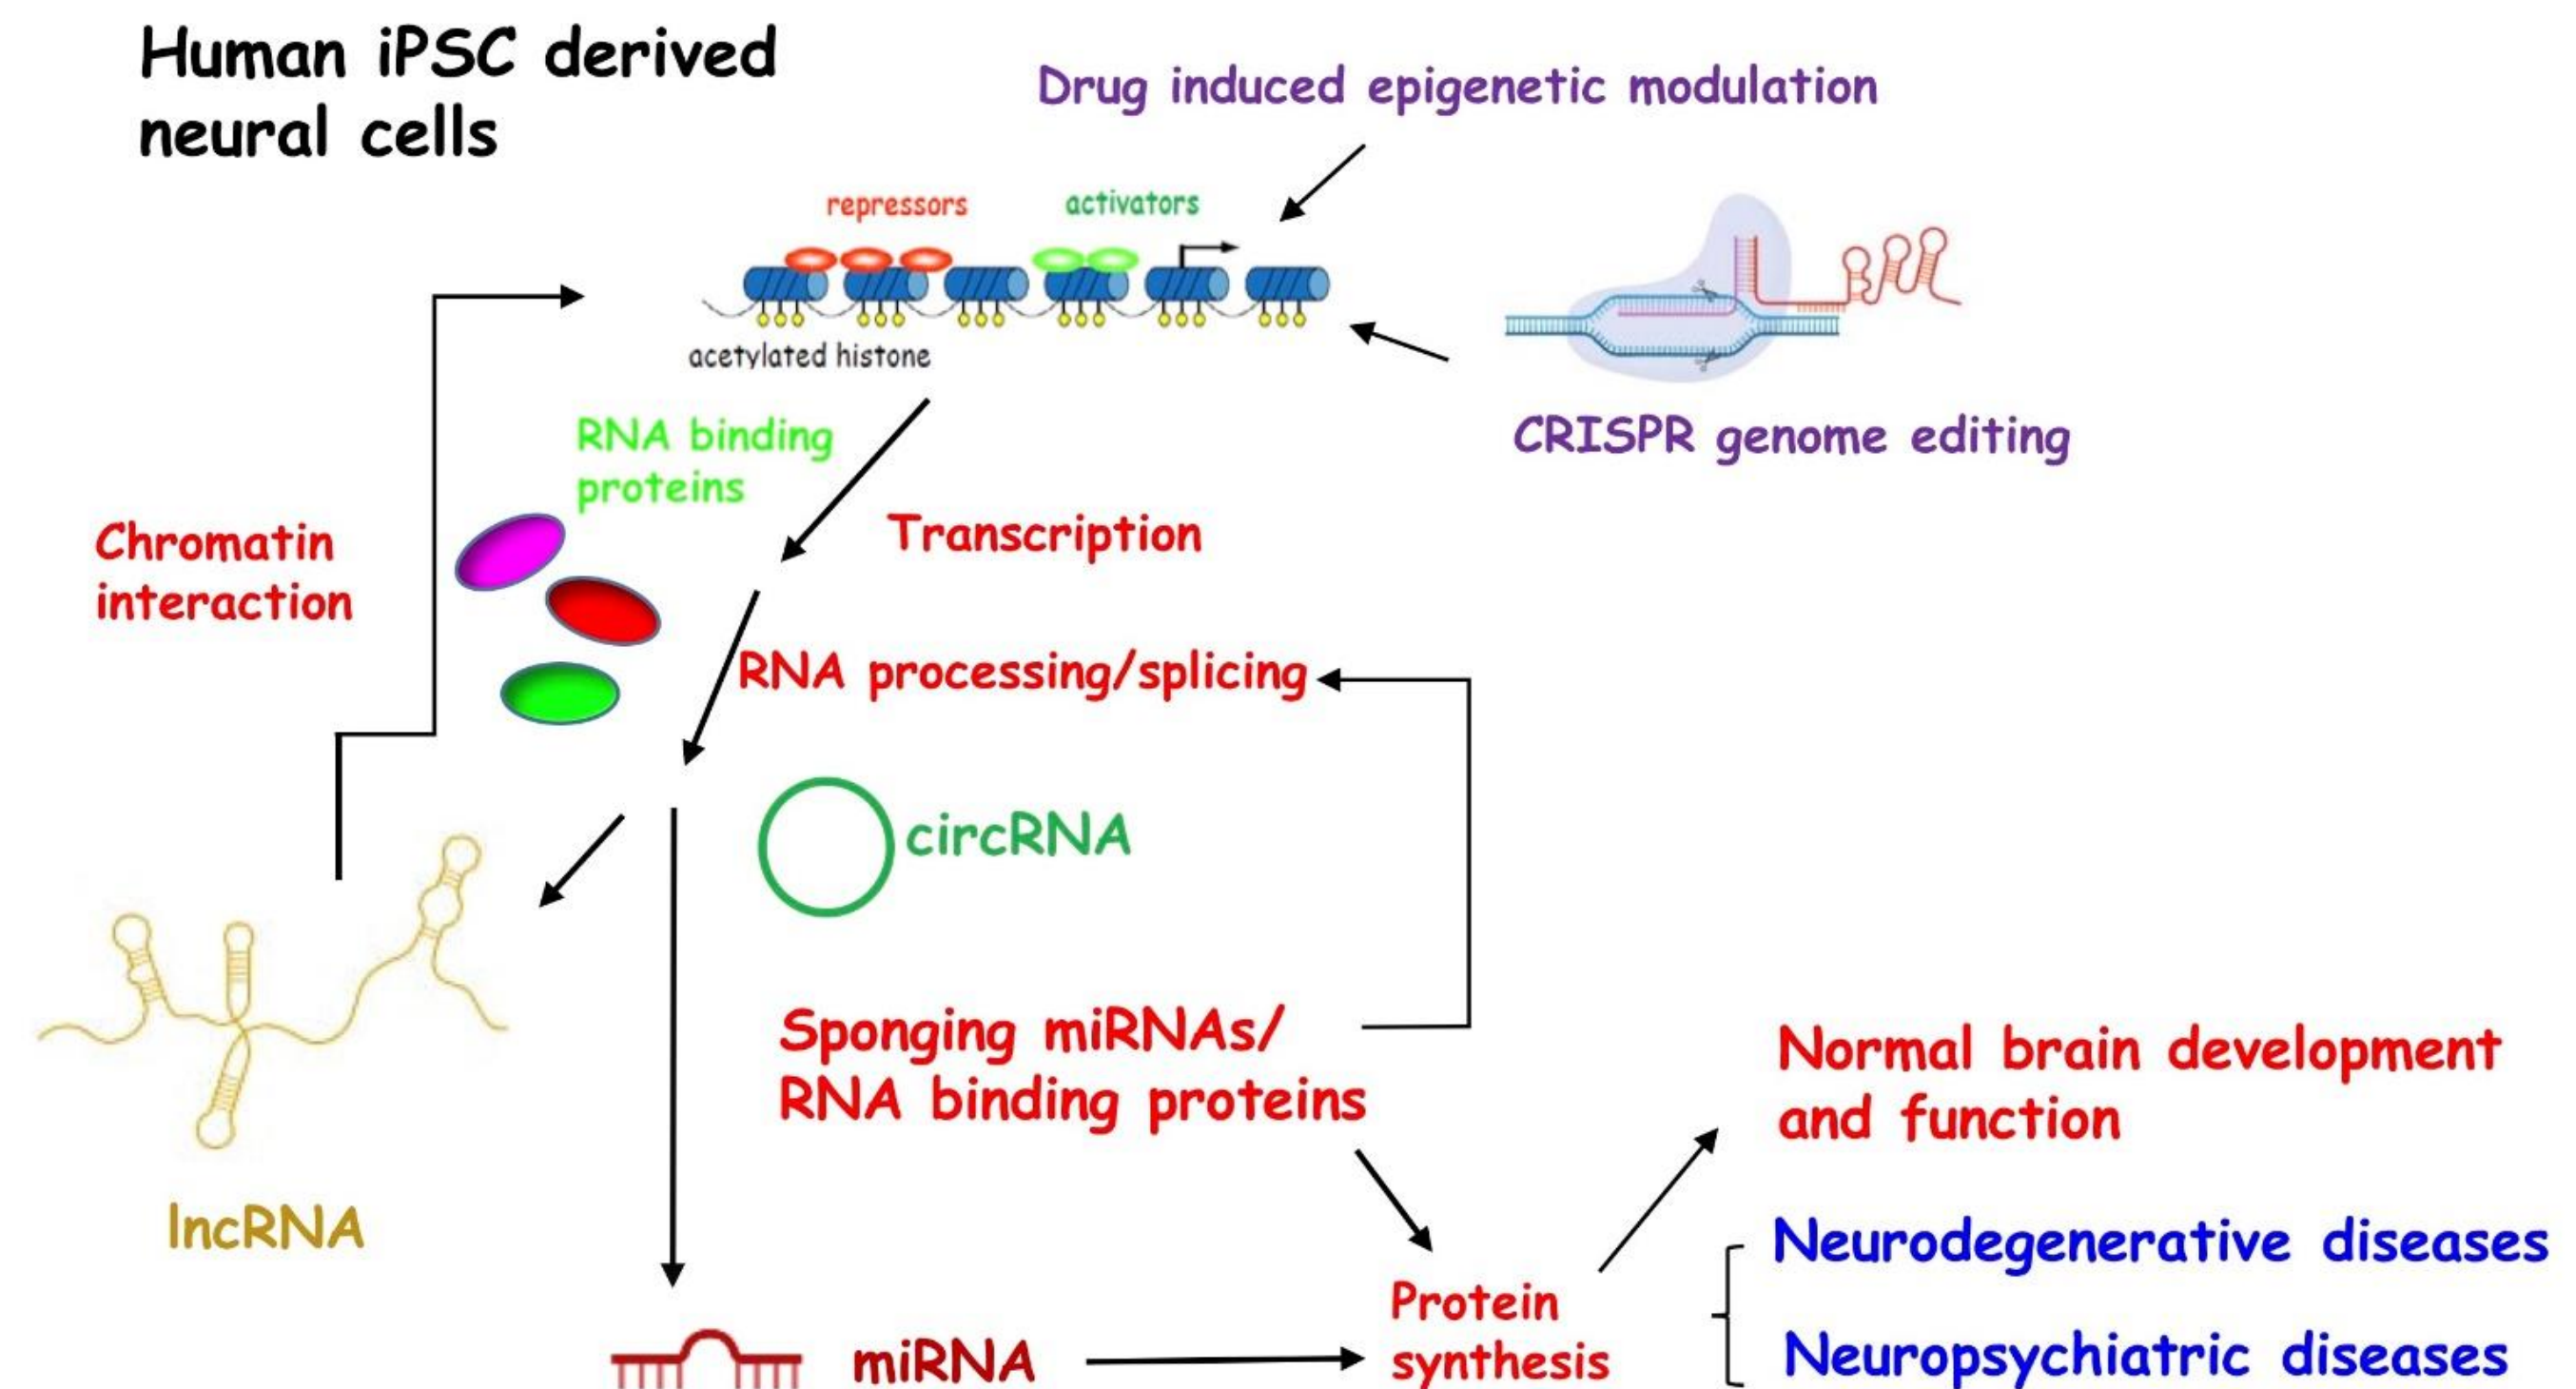 Human iPSC derived
neural cells
Drug induced epigenetic modulation
repressors
activators
acetylated histone
CRISPR genome editing
RNA binding
proteins
Chromatin
interaction
Transcription
RNA processing/splicing
circRNA
Sponging miRNAs/
RNA binding proteins
lncRNA
Normal brain development
and function
Neurodegenerative diseases
Protein
synthesis
miRNA
Neuropsychiatric diseases